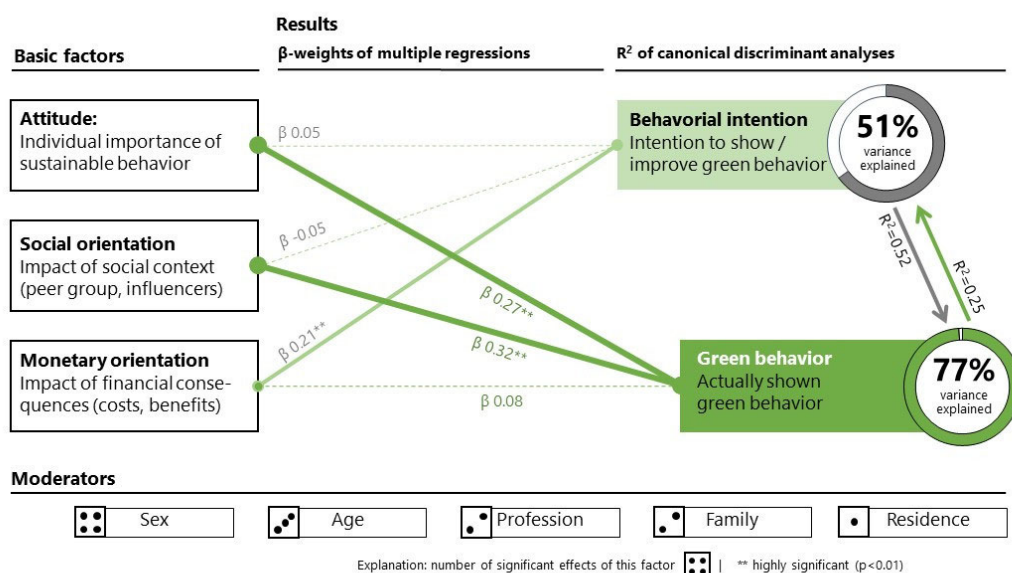 Results
Basic factors
β-weights of multiple regressions
R² of canonical discriminant analyses
Attitude:
Individual importance of
sustainable behavior
β 0.05
Behavorial intention
Intention to show /
improve green behavior
51%
variance
explained
Social orientation
Impact of social context
(peer group, influencers)
β -0.05
R²=0.52
R²=0.25
β 0.27**
β 0.21**
β 0.32**
Monetary orientation
Impact of financial conse-
quences (costs, benefits)
β 0.08
Green behavior
Actually shown
green behavior
77%
variance
explained
Moderators
Sex
Age
Profession
Family
Residence
Explanation: number of significant effects of this factor | ** highly significant (p<0.01)